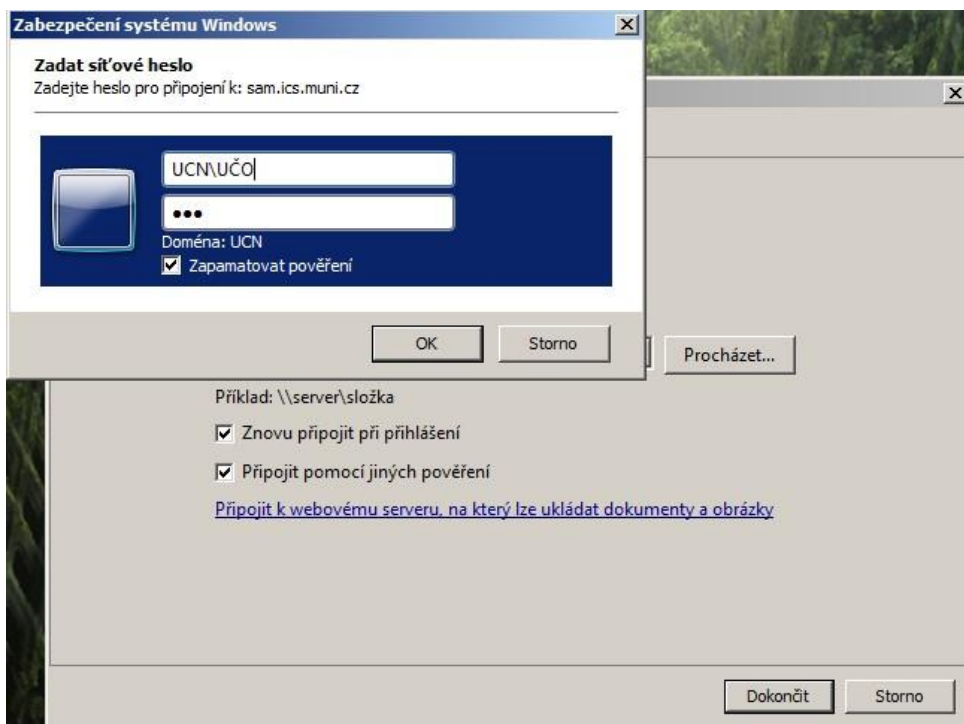 Zabezpečení systému Windows
Zadat síťové heslo
Zadejte heslo pro připojení k: sam.ics.muni.cz
UCN\UČO
•••
Doména: UCN
Zapamatovat pověření
OK
Storno
Procházet...
Příklad: \\server\složka
Znovu připojit při přihlášení
Připojit pomocí jiných pověření
Připojit k webovému serveru, na který lze ukládat dokumenty a obrázky
Dokončit
Storno